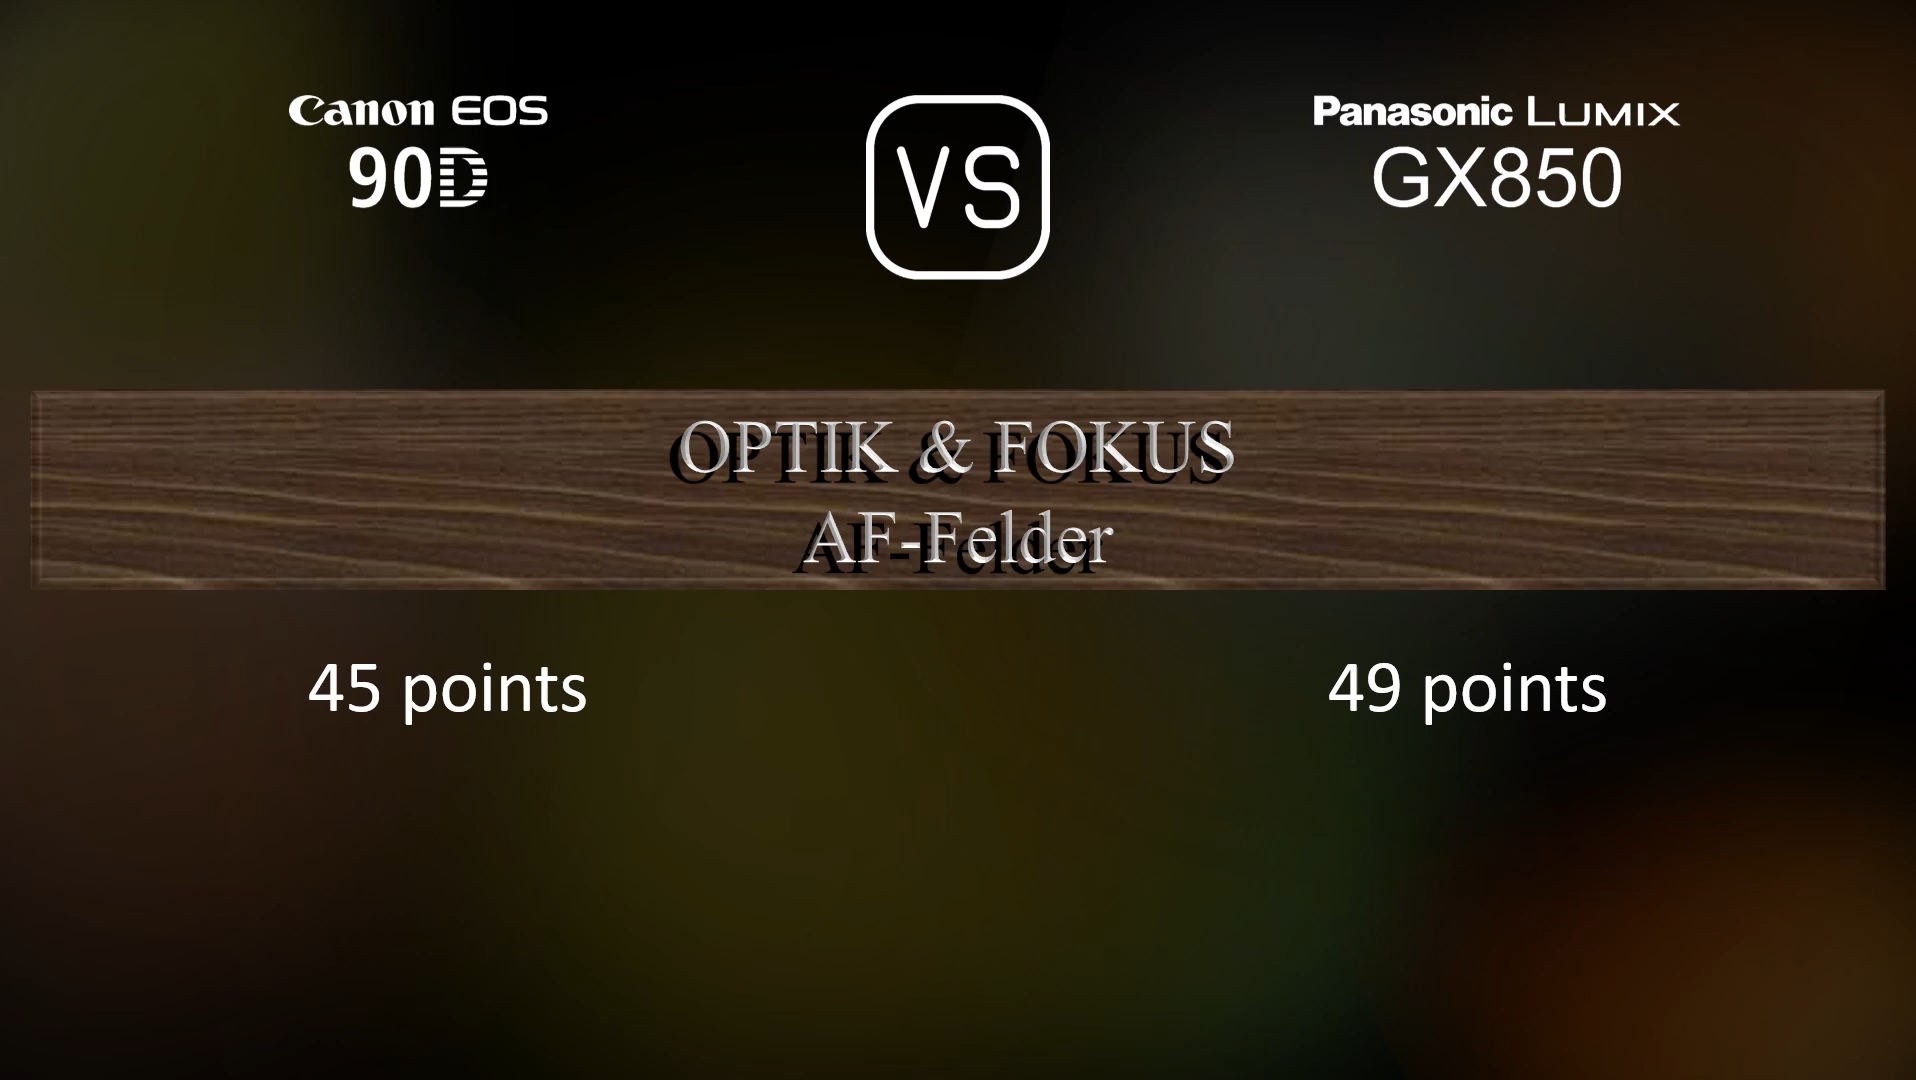 Canon EOS
90D
VS
Panasonic LUMIX
GX850
OPTIK & FOKUS
AF-Felder
45 points
49 points